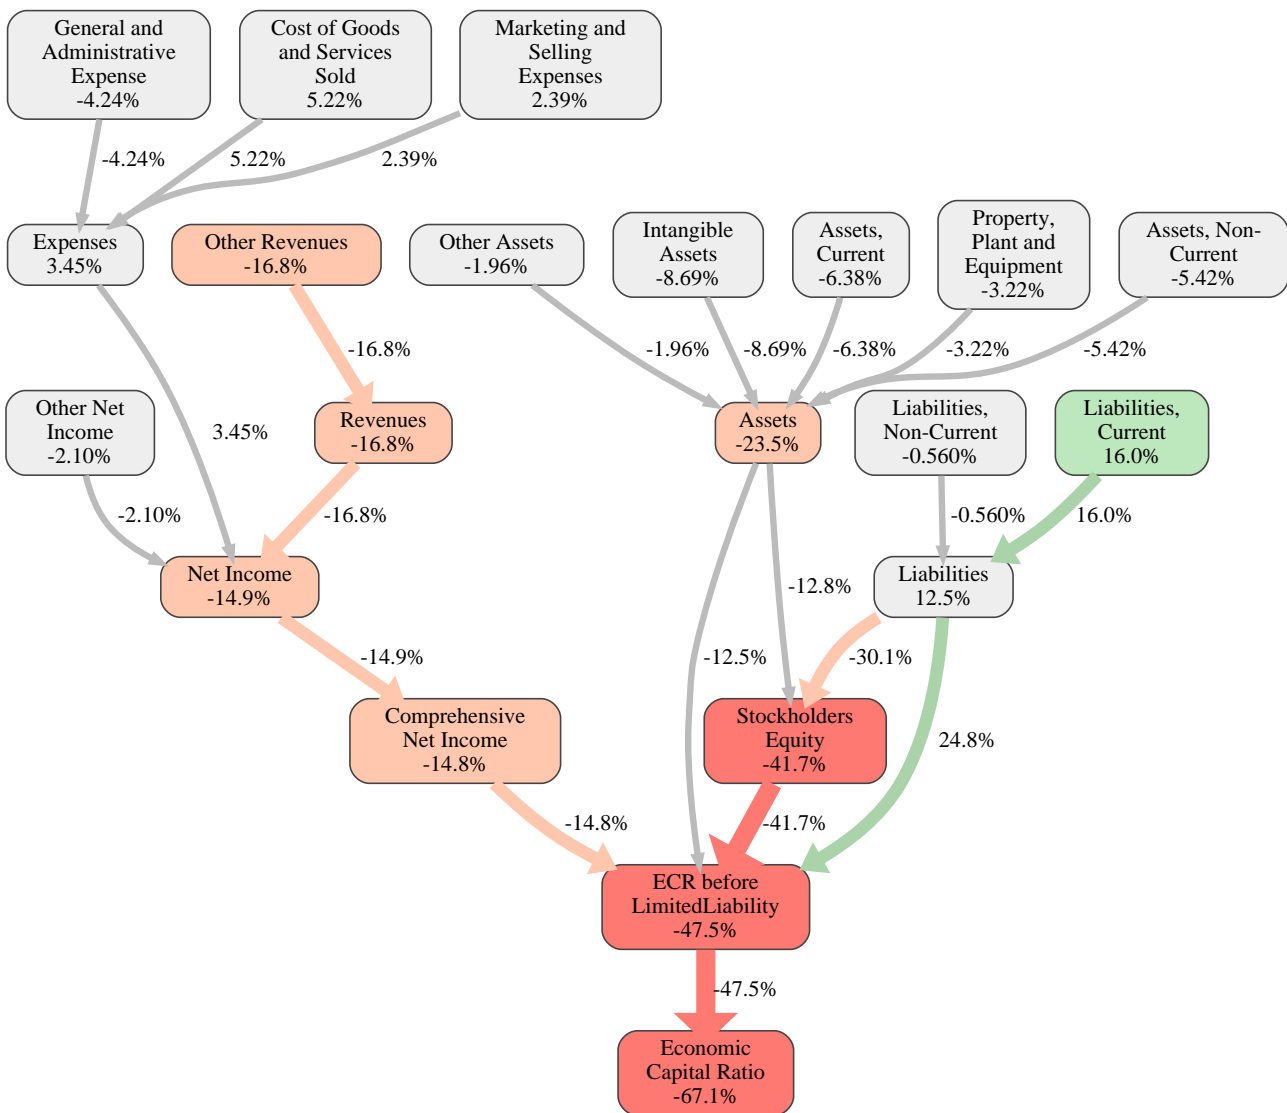 General and
Administrative
Expense
-4.24%
Cost of Goods
and Services
Sold
5.22%
Marketing and
Selling
Expenses
2.39%
-4.24%
5.22%
2.39%
Expenses
3.45%
Other Revenues
-16.8%
Other Assets
-1.96%
Intangible
Assets
-8.69%
Assets,
Current
-6.38%
Property,
Plant and
Equipment
-3.22%
Assets, Non-
Current
-5.42%
-16.8%
-1.96%
-8.69%
-6.38%
-3.22%
-5.42%
Other Net
Income
-2.10%
3.45%
Revenues
-16.8%
Assets
-23.5%
Liabilities,
Non-Current
-0.560%
Liabilities,
Current
16.0%
-2.10%
-16.8%
-0.560%
16.0%
Net Income
-14.9%
-12.8%
Liabilities
12.5%
-14.9%
-12.5%
-30.1%
Comprehensive
Net Income
-14.8%
Stockholders
Equity
-41.7%
24.8%
-14.8%
-41.7%
ECR before
LimitedLiability
-47.5%
-47.5%
Economic
Capital Ratio
-67.1%